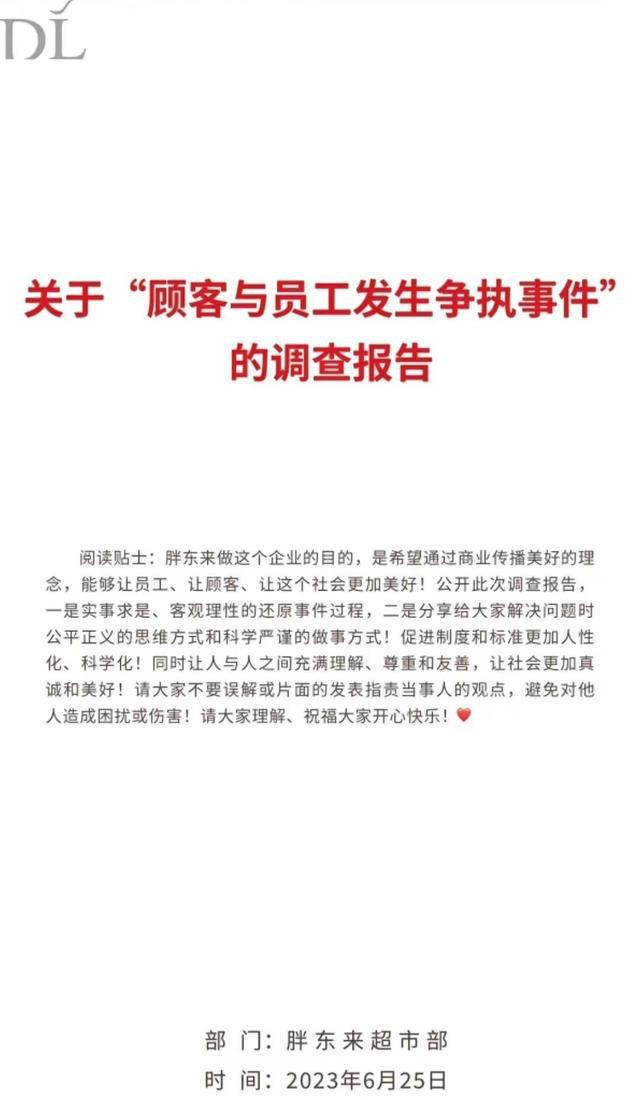 DL
关于“顾客与员工发生争执事件”
的调查报告
阅读贴士：胖东来做这个企业的目的，是希望通过商业传播美好的理
念，能够让员工、让顾客、让这个社会更加美好！公开此次调查报告，
一是实事求是、客观理性的还原事件过程，二是分享给大家解决问题时
公平正义的思维方式和科学严谨的做事方式！促进制度和标准更加人性
化、科学化！同时让人与人之间充满理解、尊重和友善，让社会更加真
诚和美好！请大家不要误解或片面的发表指责当事人的观点，避免对他
人造成困扰或伤害！请大家理解、祝福大家开心快乐！❤️
部 门：胖东来超市部
时 间：2023年6月25日